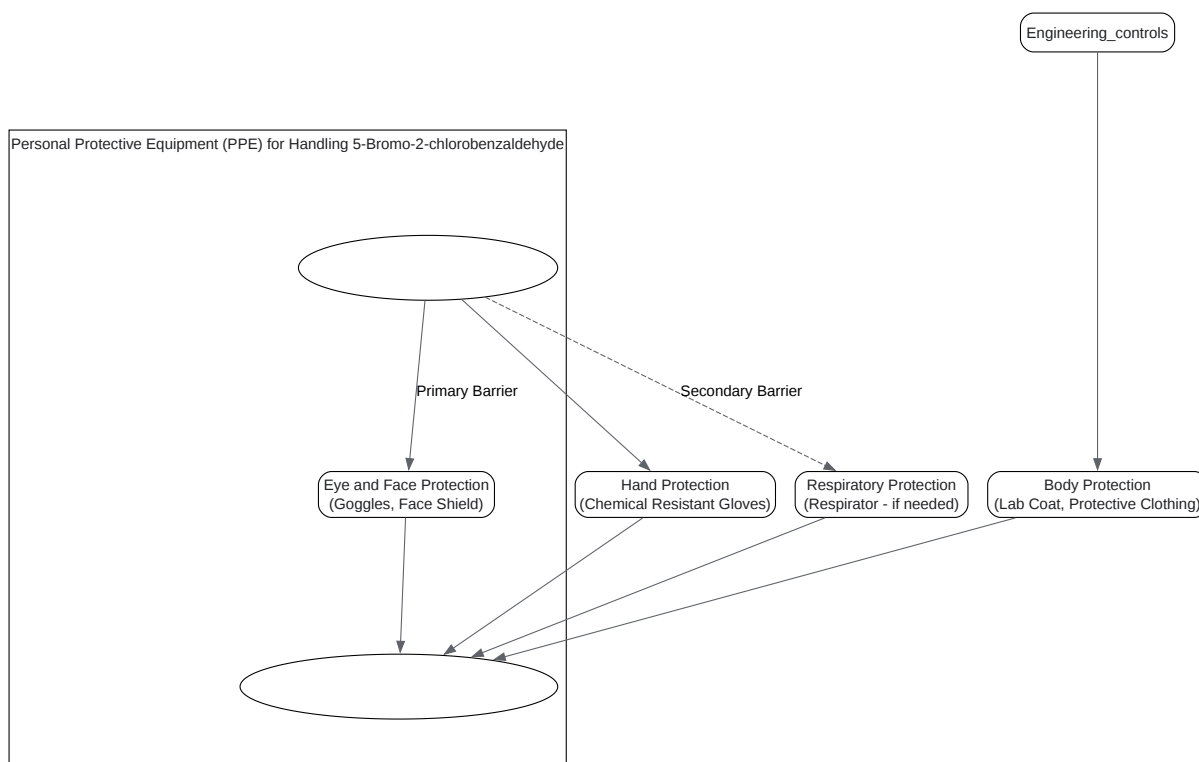 Engineering_controls
Personal Protective Equipment (PPE) for Handling 5-Bromo-2-chlorobenzaldehyde
Primary Barrier
Secondary Barrier
Eye and Face Protection
(Goggles, Face Shield)
Hand Protection
(Chemical Resistant Gloves)
Respiratory Protection
(Respirator - if needed)
Body Protection
(Lab Coat, Protective Clothing)